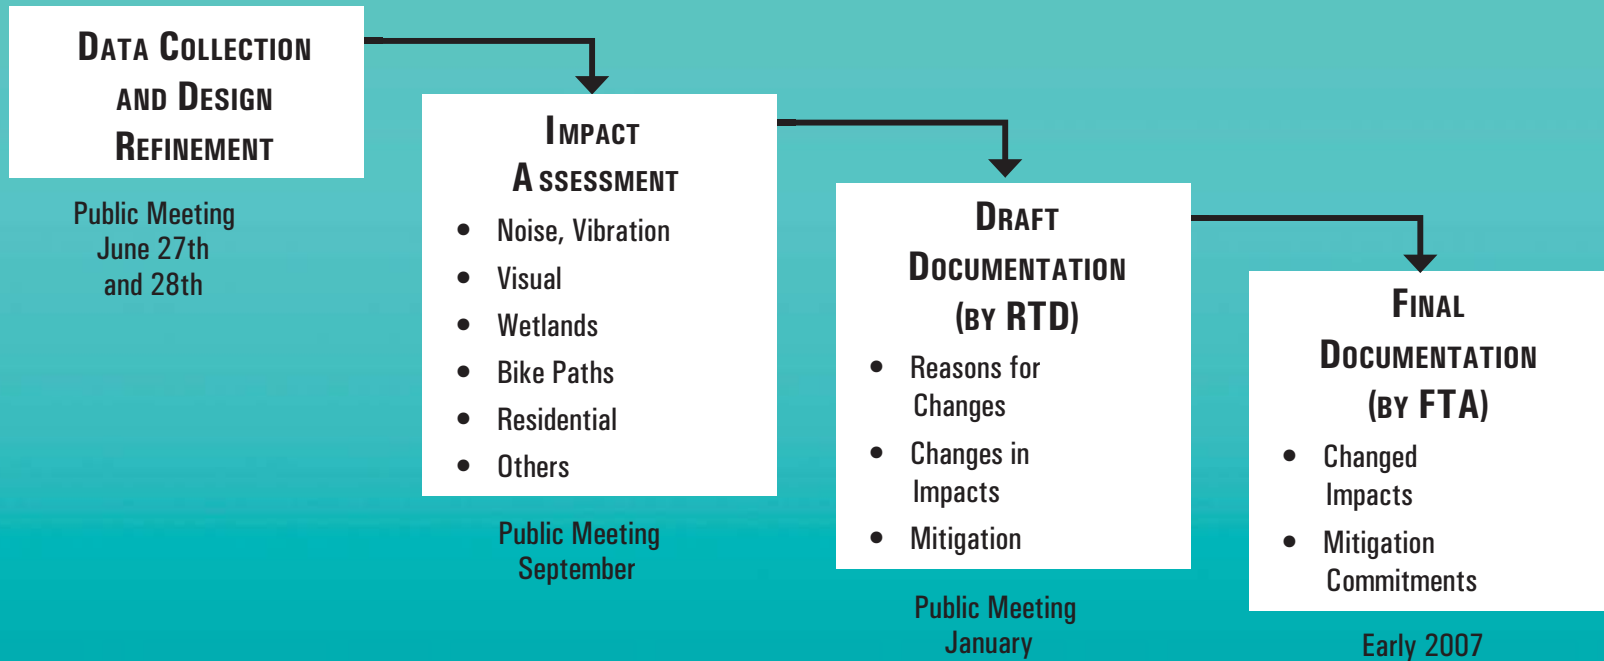 DATA COLLECTION
AND DESIGN
REFINEMENT
Public Meeting
June 27th
and 28th
IMPACT
ASSESSMENT
• Noise, Vibration
• Visual
• Wetlands
• Bike Paths
• Residential
• Others
Public Meeting
September
DRAFT
DOCUMENTATION
(BY RTD)
• Reasons for
Changes
• Changes in
Impacts
• Mitigation
Public Meeting
January
FINAL
DOCUMENTATION
(BY FTA)
• Changed
Impacts
• Mitigation
Commitments
Early 2007